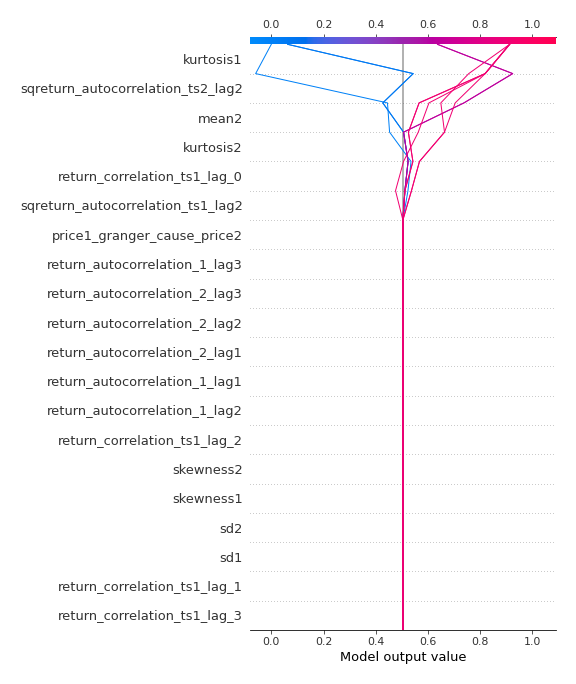 0.0 0.2 0.4 0.6 0.8 1.0
kurtosis1
sqreturn_autocorrelation_ts2_lag2
mean2
kurtosis2
return_correlation_ts1_lag_0
sqreturn_autocorrelation_ts1_lag2
price1_granger_cause_price2
return_autocorrelation_1_lag3
return_autocorrelation_2_lag3
return_autocorrelation_2_lag2
return_autocorrelation_2_lag1
return_autocorrelation_1_lag1
return_autocorrelation_1_lag2
return_correlation_ts1_lag_2
skewness2
skewness1
sd2
sd1
return_correlation_ts1_lag_1
return_correlation_ts1_lag_3
0.0 0.2 0.4 0.6 0.8 1.0
Model output value